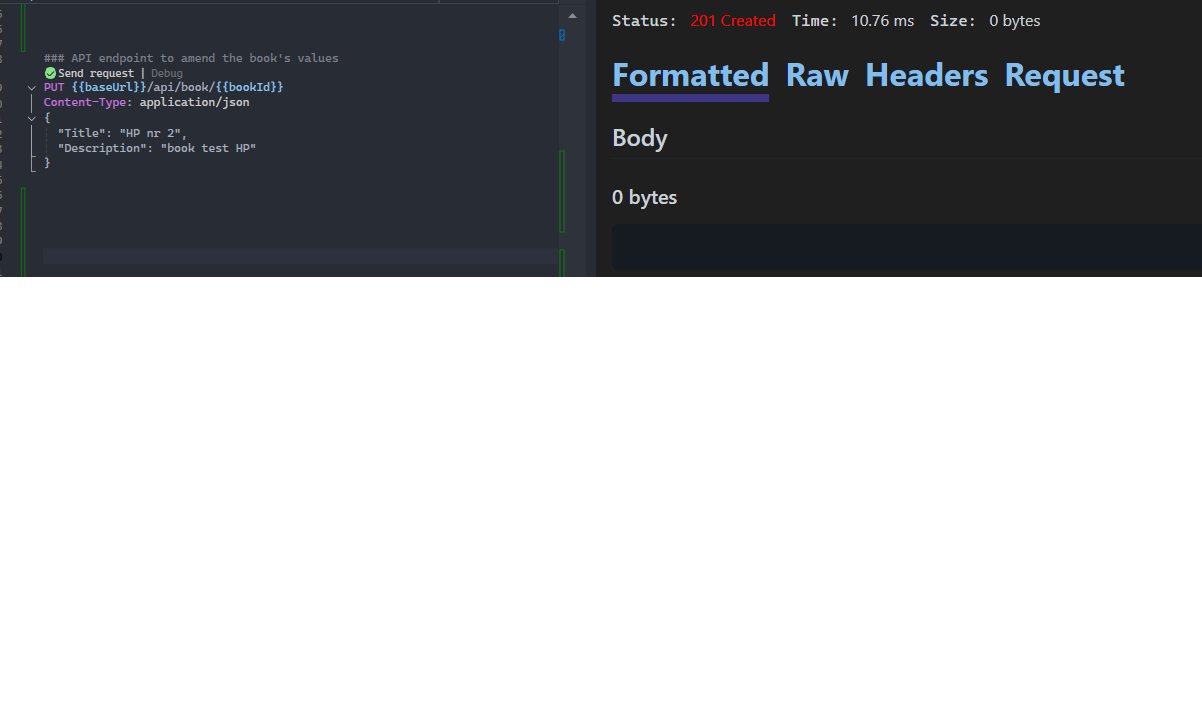 ### API endpoint to amend the book's values
Send request | Debug
PUT {{baseUrl}}/api/book/{{bookId}}
Content-Type: application/json
{
"Title": "HP nr 2",
"Description": "book test HP"
}
Status: 201 Created Time: 10.76 ms Size: 0 bytes
Formatted Raw Headers Request
Body
0 bytes